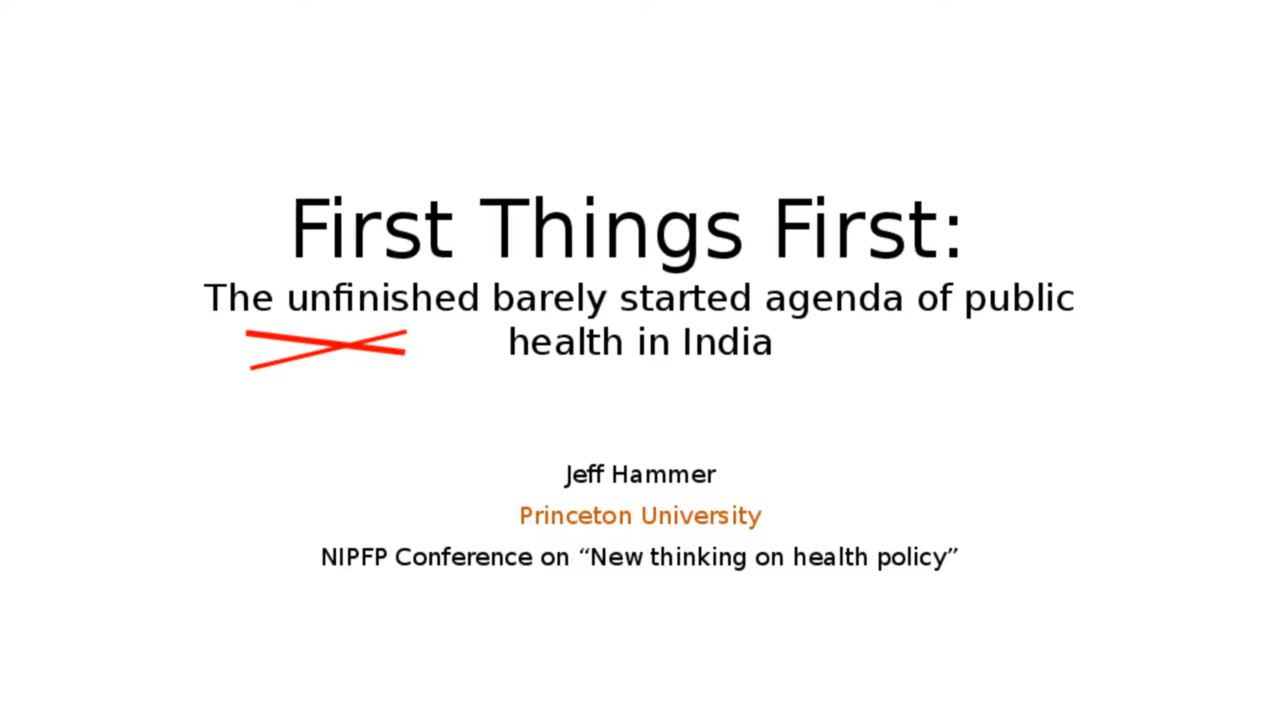 First Things First:
The unfinished barely started agenda of public
health in India
Jeff Hammer
Princeton University
NIPFP Conference on “New thinking on health policy”